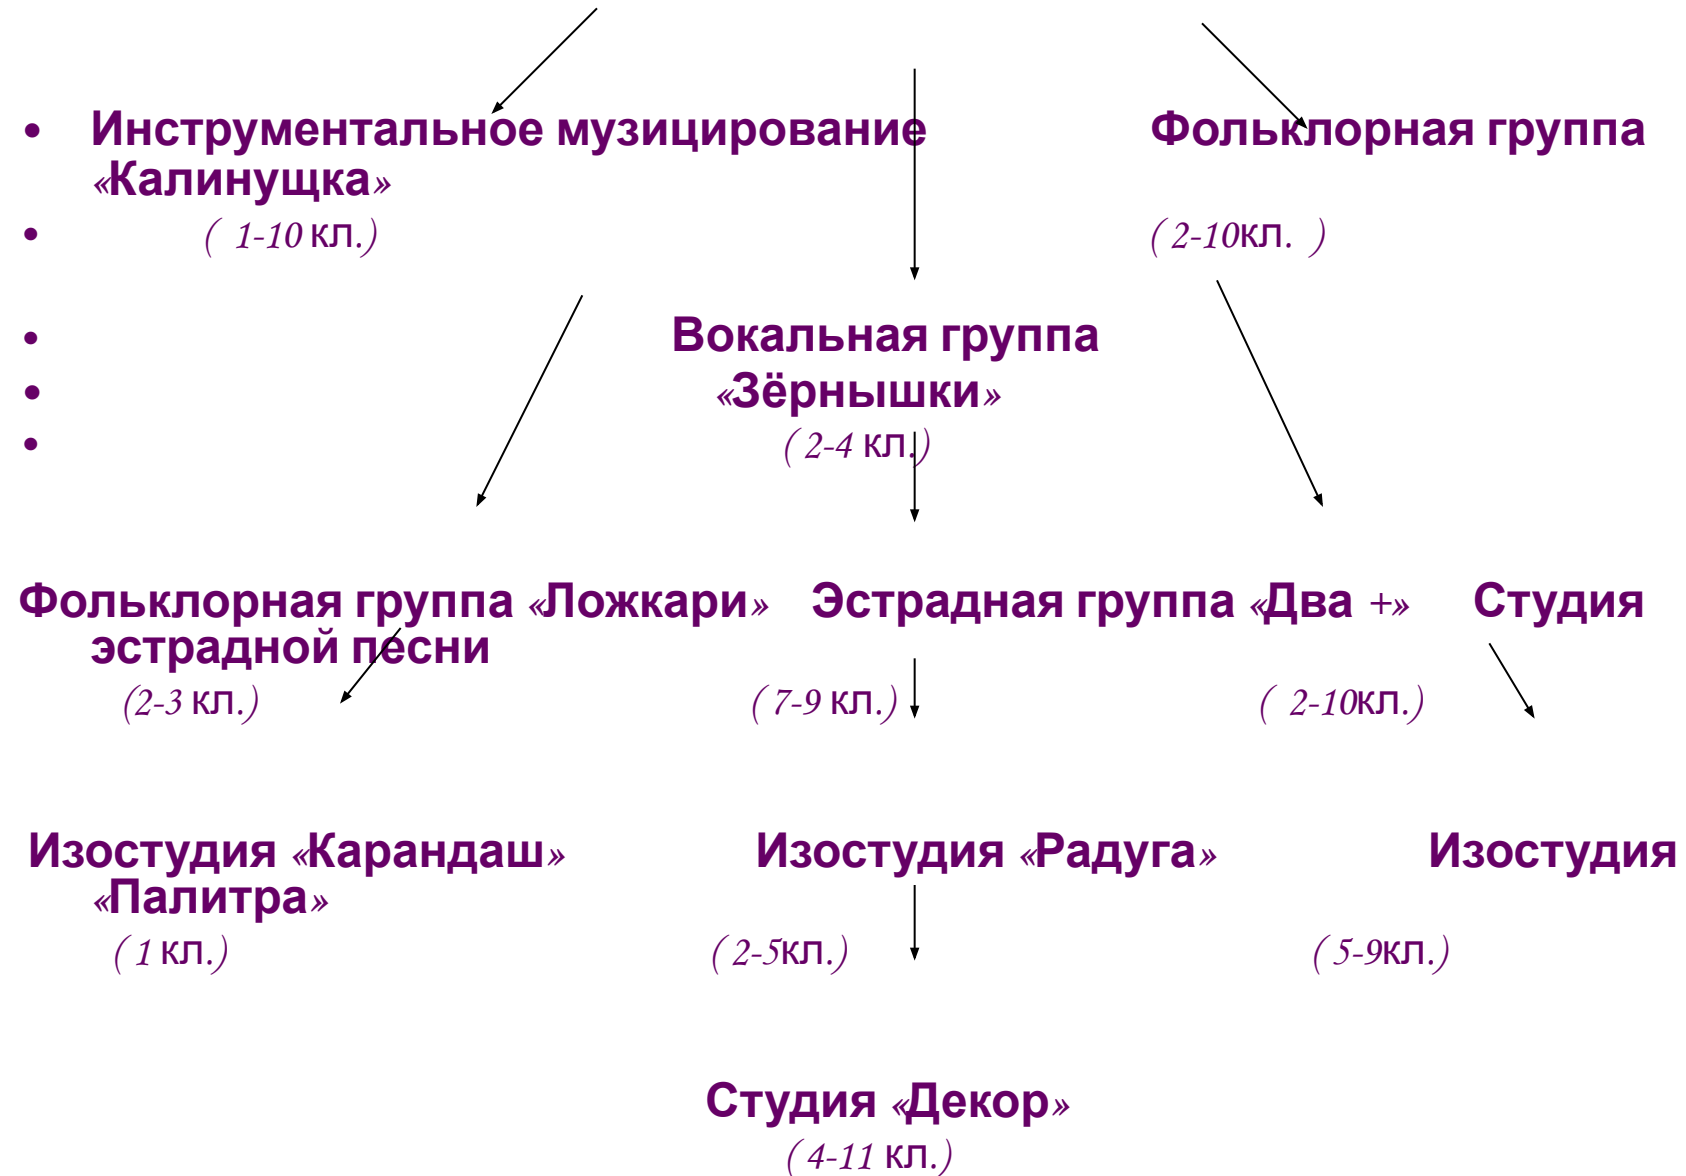 • Инструментальное музицирование Фольклорная группа
«Калинущка»
• ( 1-10 кл.) ( 2-10кл. )
• Вокальная группа
• «Зёрнышки»
• ( 2-4 кл.)
Фольклорная группа «Ложкари» Эстрадная группа «Два +» Студия
эстрадной песни
(2-3 кл.) ( 7-9 кл.) ( 2-10кл.)
Изостудия «Карандаш» Изостудия «Радуга» Изостудия
«Палитра»
( 1 кл.) ( 2-5кл.) ( 5-9кл.)
Студия «Декор»
( 4-11 кл.)